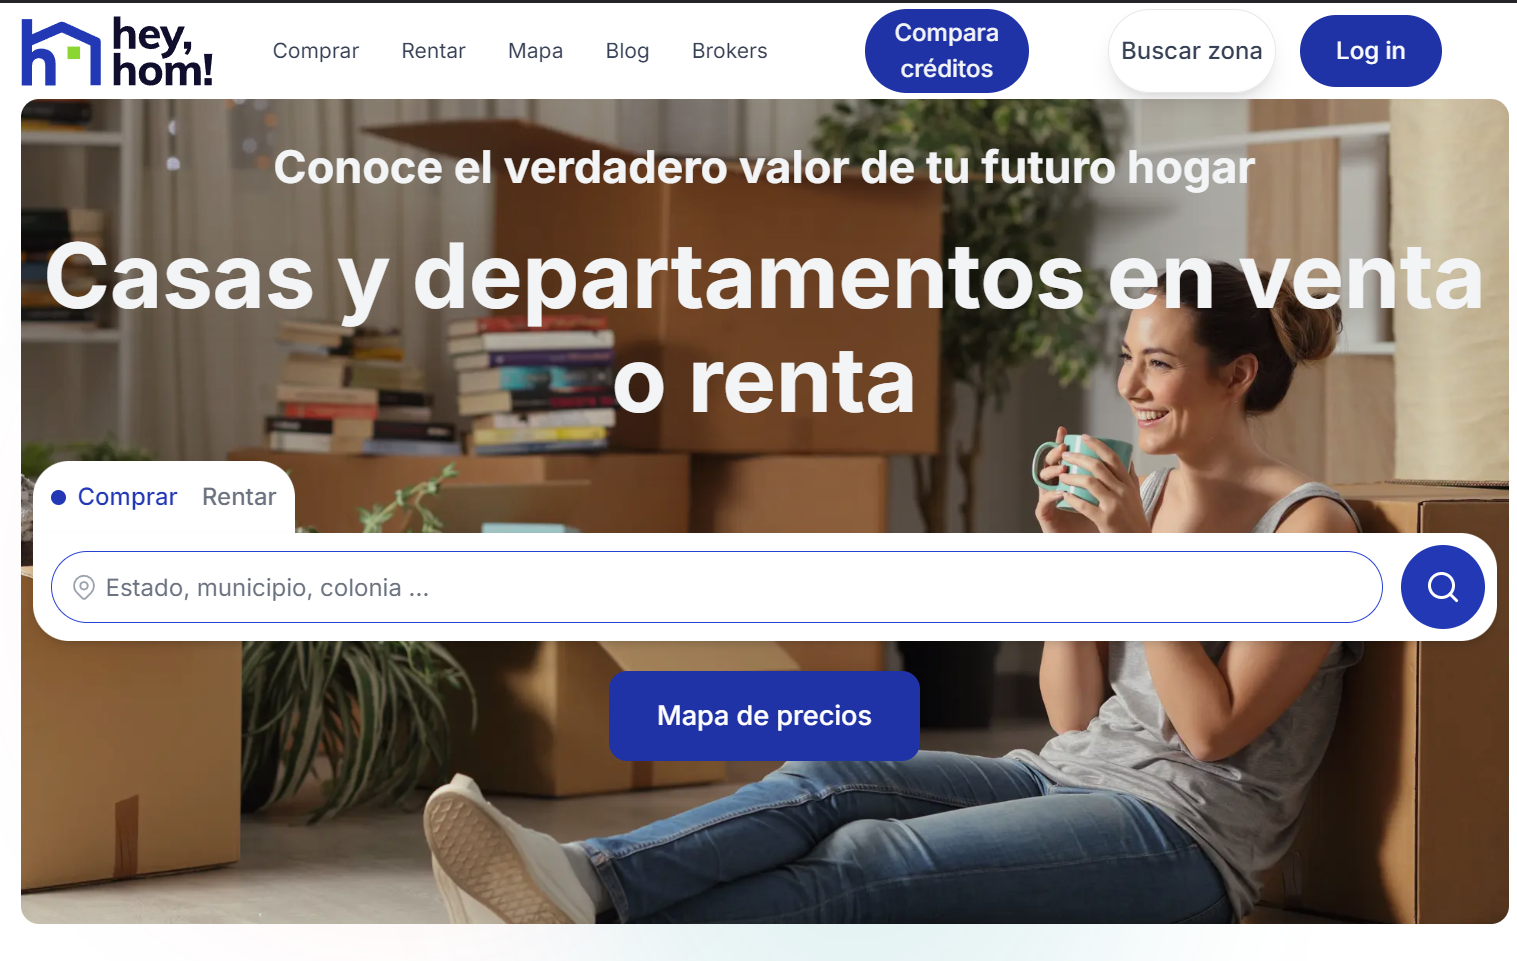 hey,
hom!
Comprar
Rentar
Mapa
Blog
Brokers
Compara
créditos
Buscar zona
Log in
Conoce el verdadero valor de tu futuro hogar
Casas y departamentos en venta
o renta
Comprar
Rentar
Estado, municipio, colonia ...
Mapa de precios